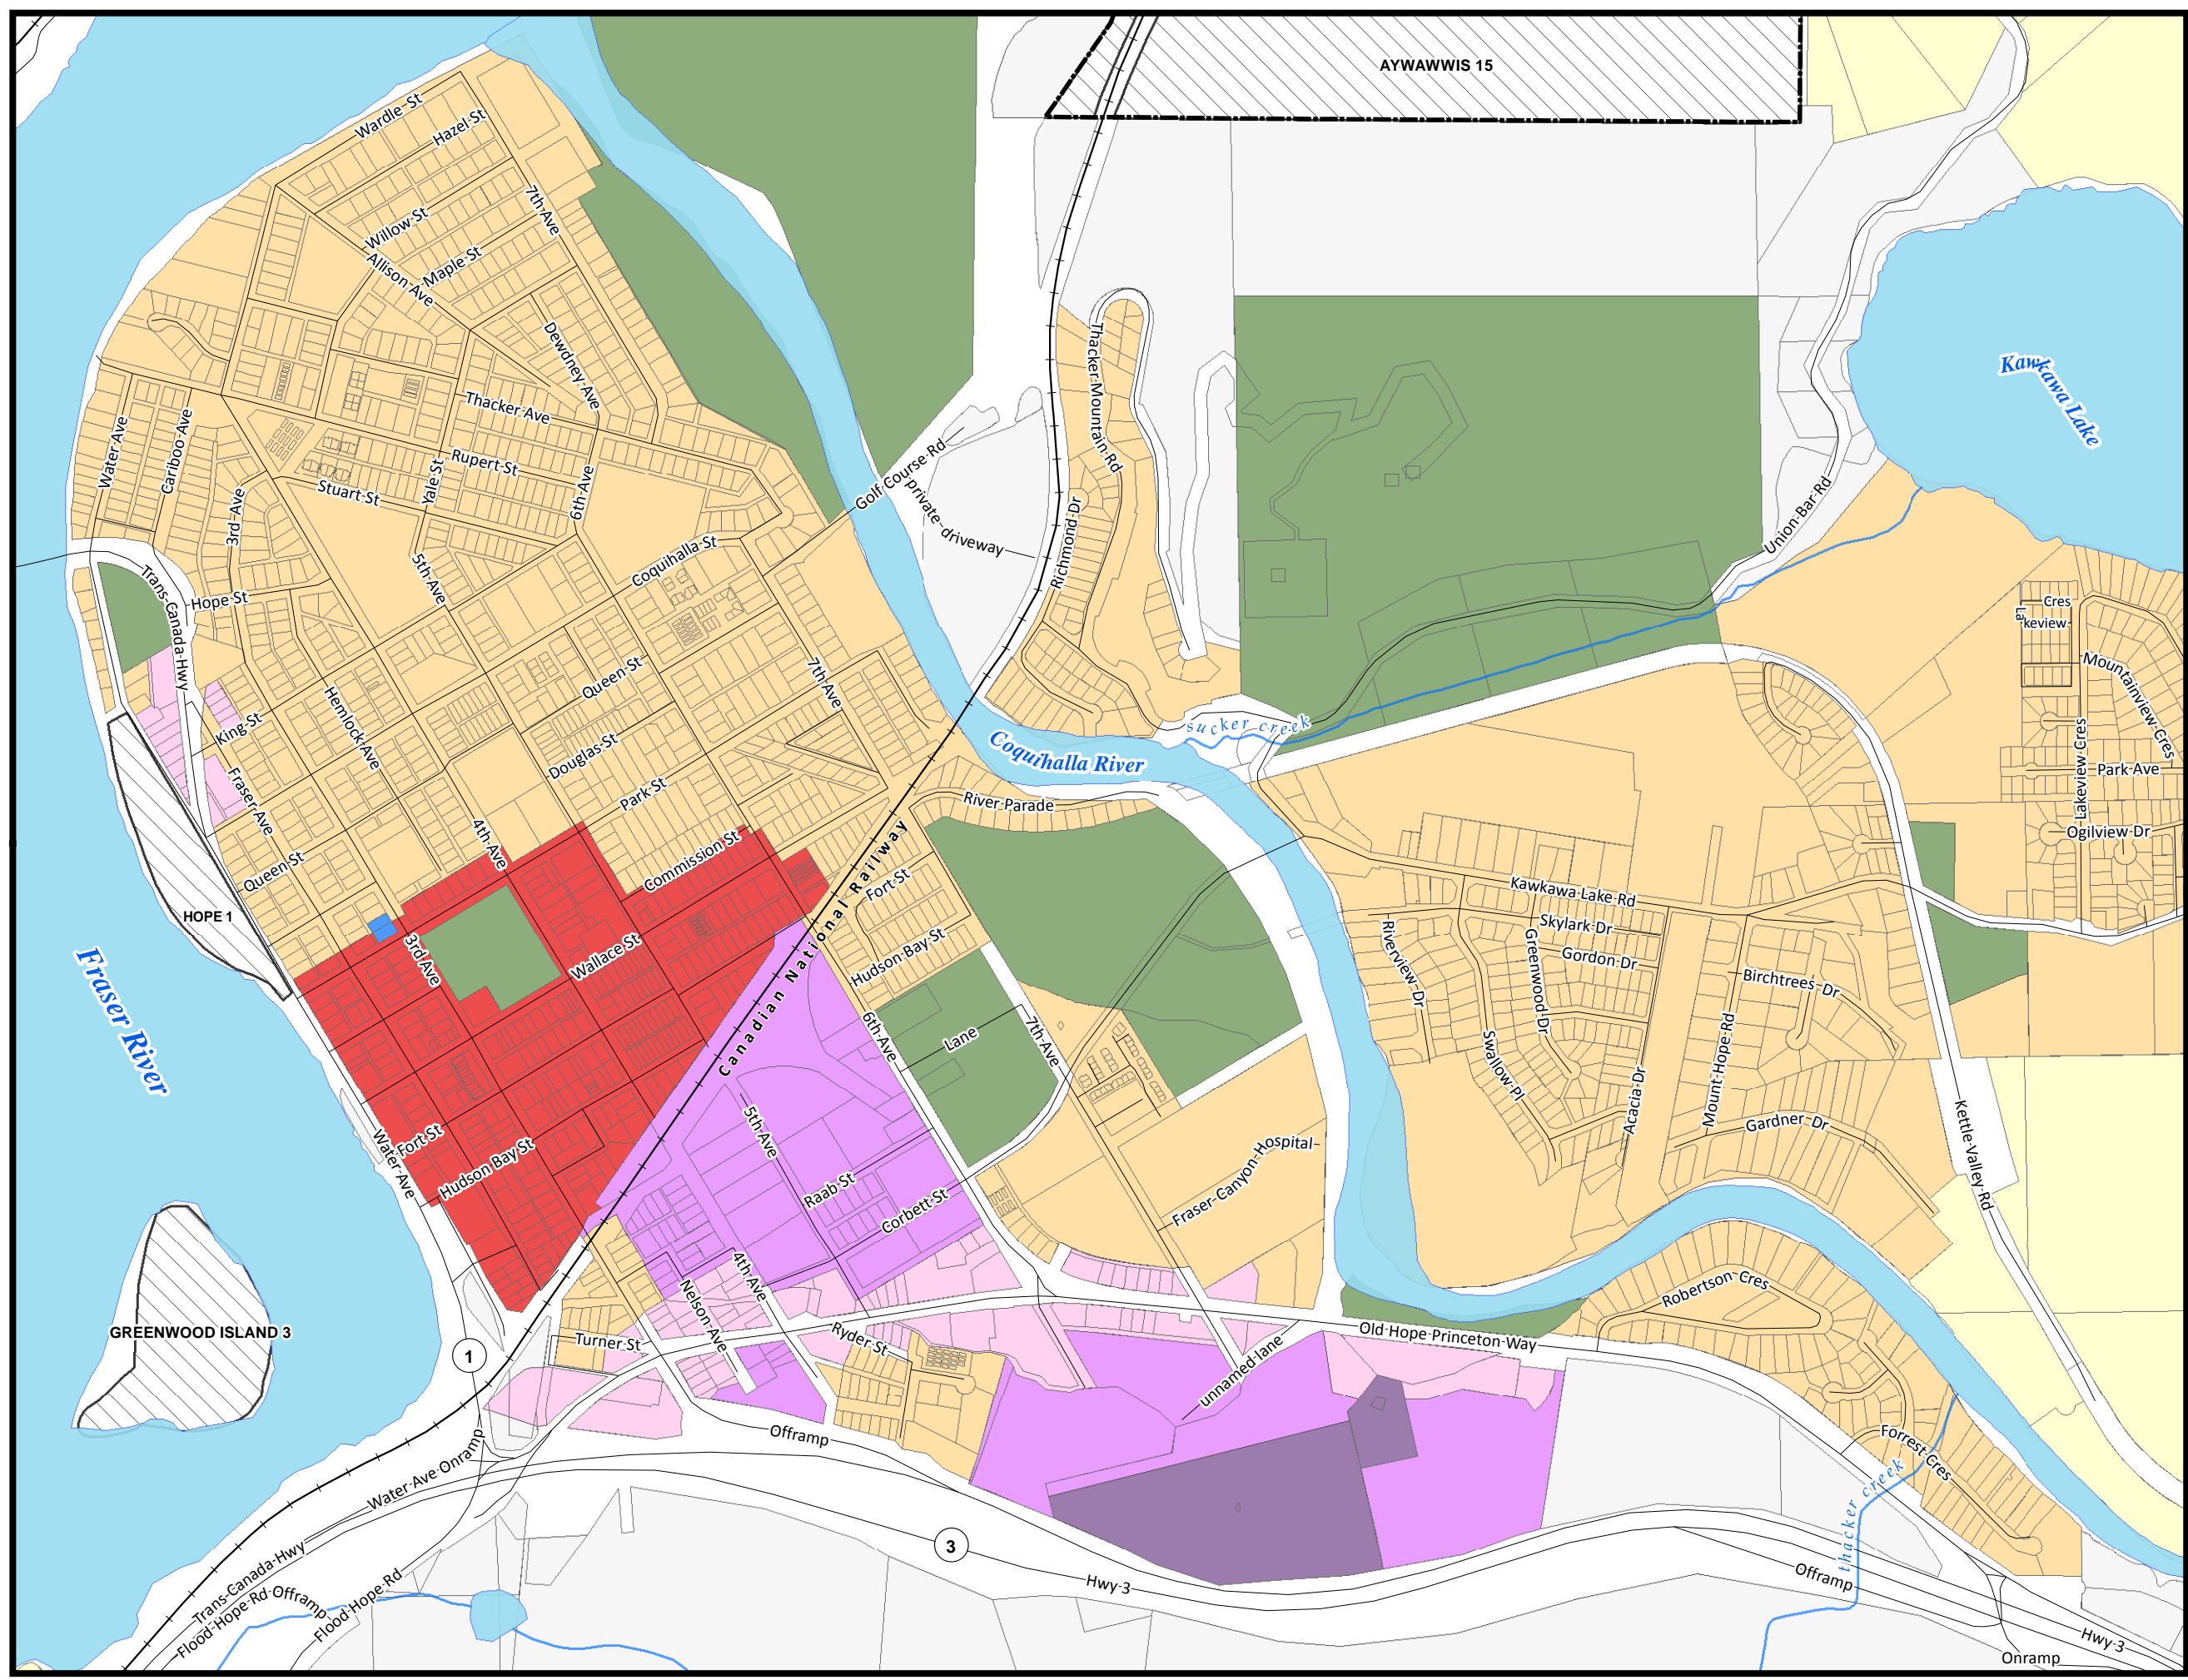 AYWAWWIS 15
Wardle St
Hazel St
7th Ave
Willow St
Maple St
Allison Ave
Dewdney Ave
Thacker Mountain Rd
Kawkawa Lake
Thacker Ave
Water Ave
Cariboo Ave
Rupert St
Yale St
Stuart St
6th Ave
3rd Ave
Golf Course Rd
private driveway
Richmond Dr
Union Bar Rd
Trans-Canada Hwy
Hope St
5th Ave
Coquihalla St
Lakeview
Cres
Mountainview Cres
Queen St
7th Ave
Hemlock Ave
King St
sucker creek
Coquihalla River
Douglas St
Fraser Ave
Park St
River Parade
Park Ave
Lakeview Cres
Ogilview Dr
4th Ave
Commission St
Queen St
Canadian National Railway
Fort St
Kawkawa Lake Rd
Skylark Dr
Gordon Dr
Greenwood Dr
Riverview Dr
Birchtrees Dr
HOPE 1
3rd Ave
Wallace St
Hudson Bay St
Fraser River
6th Ave
Lane
7th Ave
Swallow Pl
Acacia Dr
Mount Hope Rd
Gardner Dr
Kettle Valley Rd
Water Ave
Fort St
Hudson Bay St
5th Ave
Raab St
Corbett St
Fraser Canyon Hospital
4th Ave
Nelson Ave
GREENWOOD ISLAND 3
1
Turner St
Ryder St
unnamed lane
Old Hope Princeton Way
Robertson Cres
Forrest Cres
thacker creek
Offramp
Water Ave Onramp
3
Hwy 3
Trans-Canada Hwy
Flood Hope Rd Offramp
Flood Hope Rd
Offramp
Hwy 3
Onramp